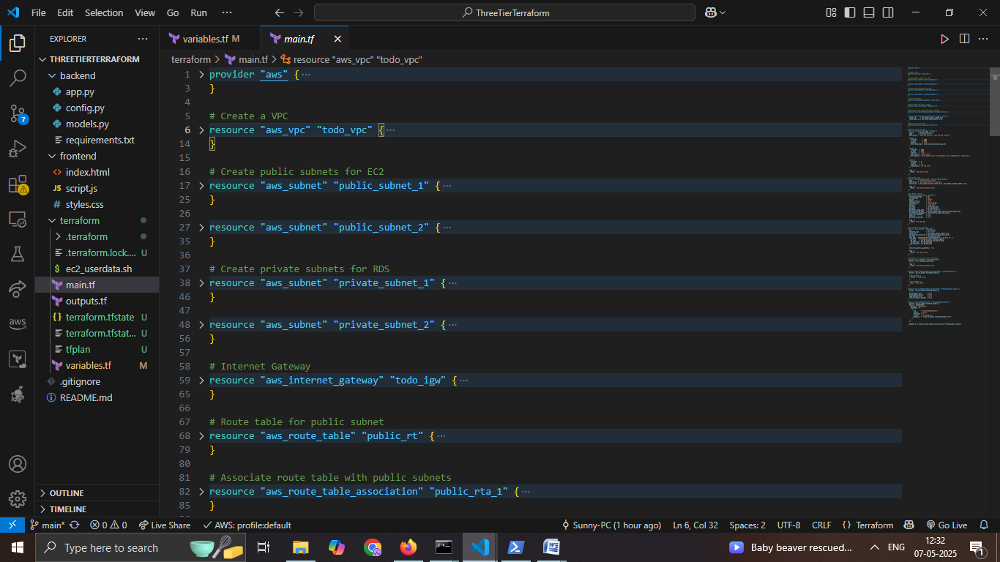 File Edit Selection View Go Run ··· ThreeTierTerraform
EXPLORER ···
THREETIERTERRAFORM
backend
app.py
config.py
models.py
requirements.txt
frontend
index.html
JS script.js
# styles.css
terraform
.terraform
.terraform.lock.... U
$ ec2_userdata.sh
main.tf
outputs.tf
terraform.tfstate U
terraform.tfstat... U
tfplan U
variables.tf M
.gitignore
README.md
OUTLINE
TIMELINE
7
aws
variables.tf M main.tf
terraform > main.tf > resource "aws_vpc" "todo_vpc"
1 provider "aws" { ···
3 }
4
5 # Create a VPC
6 resource "aws_vpc" "todo_vpc" { ···
14 }
15
16 # Create public subnets for EC2
17 resource "aws_subnet" "public_subnet_1" { ···
25 }
26
27 resource "aws_subnet" "public_subnet_2" { ···
35 }
36
37 # Create private subnets for RDS
38 resource "aws_subnet" "private_subnet_1" { ···
46 }
47
48 resource "aws_subnet" "private_subnet_2" { ···
56 }
57
58 # Internet Gateway
59 resource "aws_internet_gateway" "todo_igw" { ···
65 }
66
67 # Route table for public subnet
68 resource "aws_route_table" "public_rt" { ···
79 }
80
81 # Associate route table with public subnets
82 resource "aws_route_table_association" "public_rta_1" { ···
85 }
main* 0 0 Live Share AWS: profile:default Sunny-PC (1 hour ago) Ln 6, Col 32 Spaces: 2 UTF-8 CRLF {} Terraform Go Live
Type here to search Baby beaver rescued... ENG 12:32
07-05-2025 1